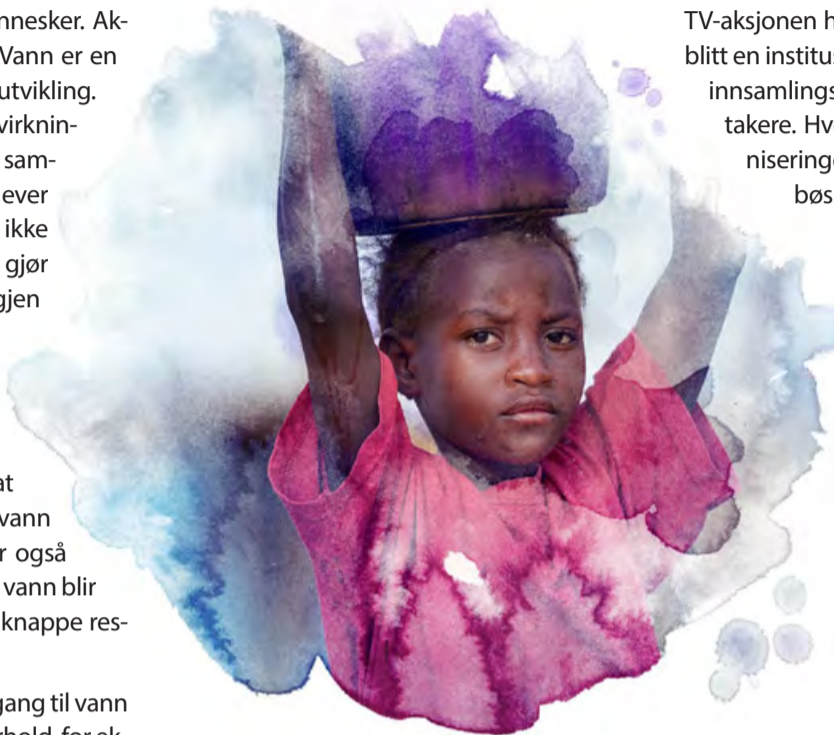 nnesker. Ak-
Vann er en
utvikling.
virknin-
sam-
ever
ikke
gjør
gjen
at
vann
r også
vann blir
knappe res-
gang til vann
TV-aksjonen h
blitt en institus
innsamlings
takere. Hv
niseringe
bøs